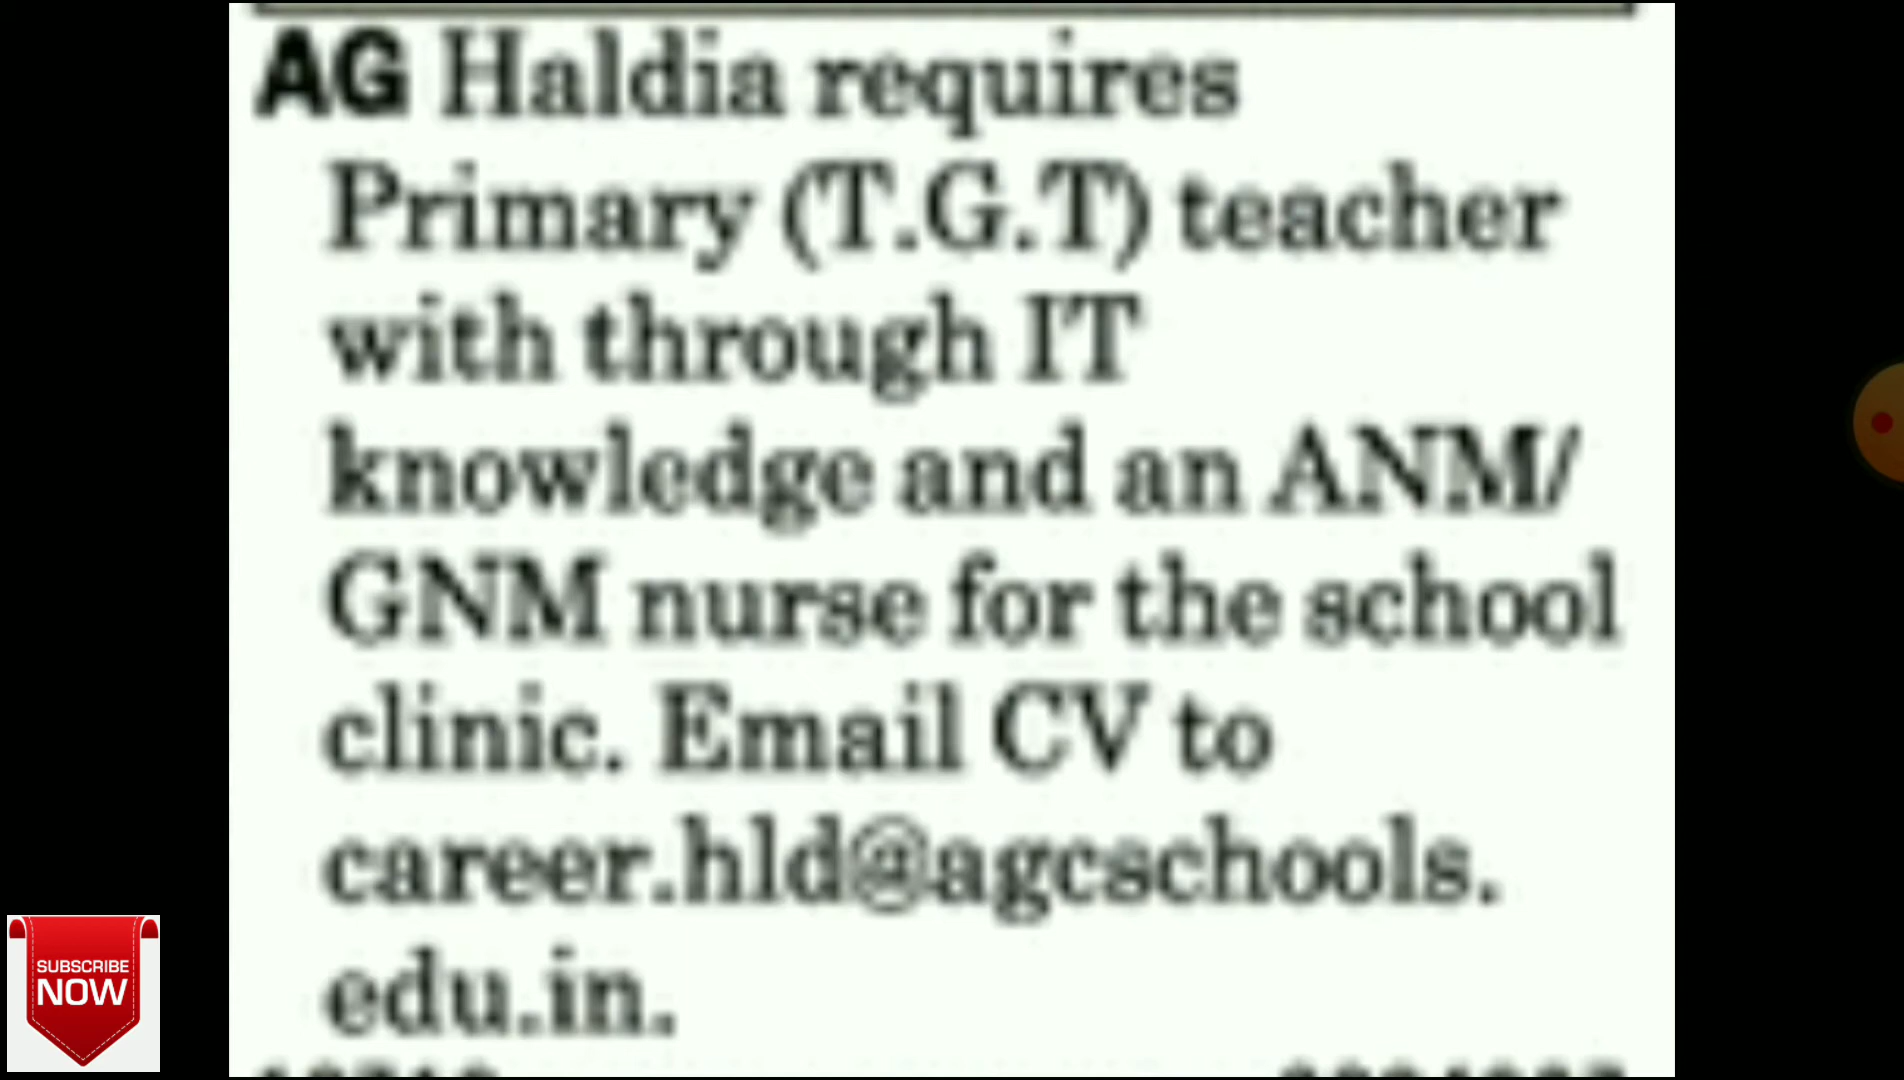 AG Haldia requires
Primary (T.G.T) teacher
with through IT
knowledge and an ANM/
GNM nurse for the school
clinic. Email CV to
career.hld@agcschools.
edu.in.
SUBSCRIBE
NOW